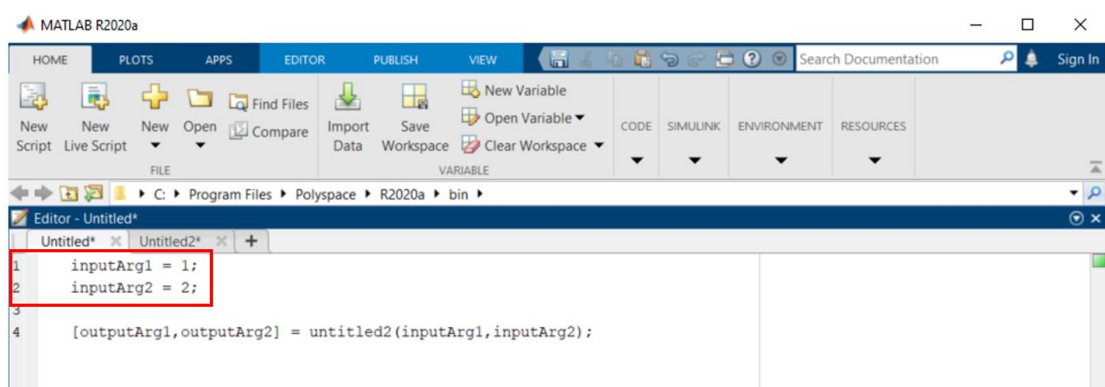 MATLAB R2020a
HOME PLOTS APPS EDITOR PUBLISH VIEW Search Documentation Sign In
New Script
New Live Script
New
Open
Find Files
Compare
Import Data
Save Workspace
New Variable
Open Variable
Clear Workspace
CODE SIMULINK ENVIRONMENT RESOURCES
FILE VARIABLE
C: Program Files Polyspace R2020a bin
Editor - Untitled*
Untitled* Untitled2*
1 inputArg1 = 1;
2 inputArg2 = 2;
3
4 [outputArg1,outputArg2] = untitled2(inputArg1,inputArg2);